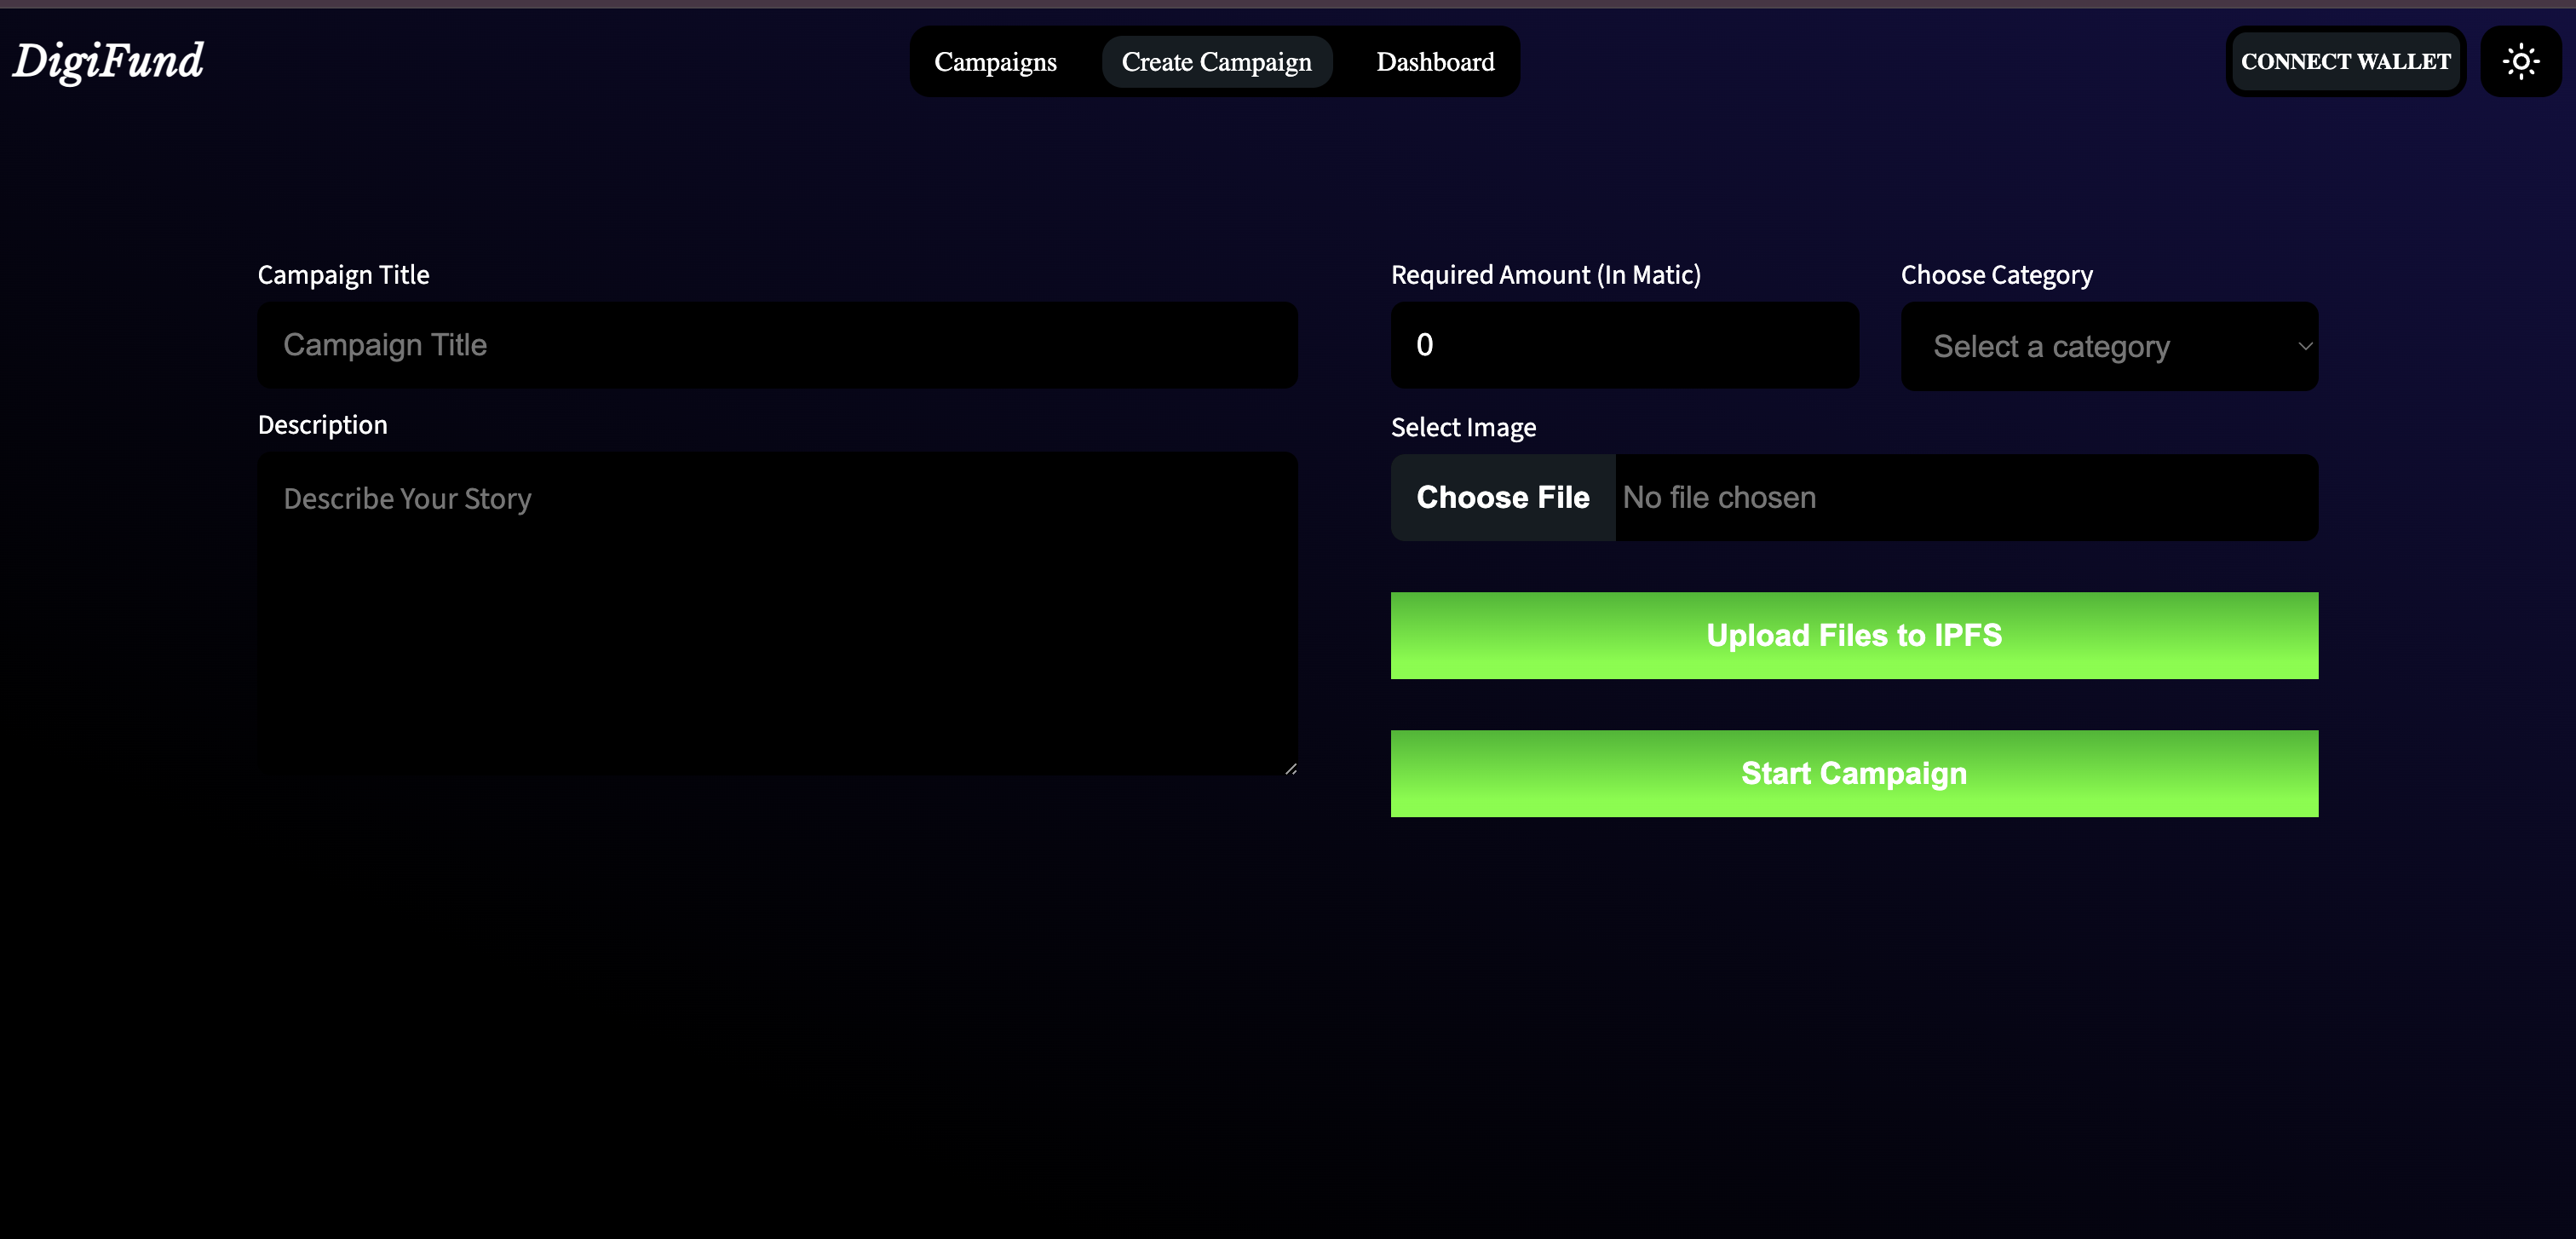 DigiFund
Campaigns
Create Campaign
Dashboard
CONNECT WALLET
Campaign Title
Campaign Title
Description
Describe Your Story
Required Amount (In Matic)
0
Choose Category
Select a category
Select Image
Choose File No file chosen
Upload Files to IPFS
Start Campaign